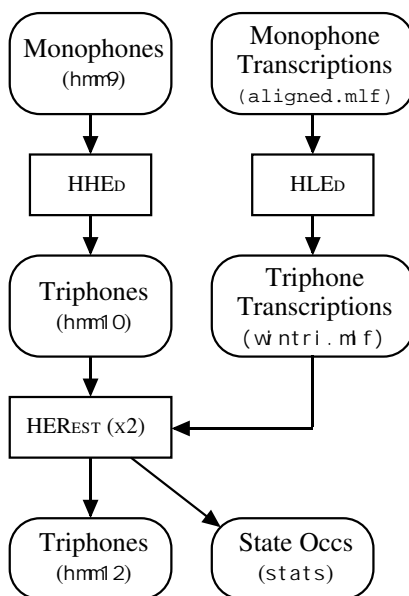 Monophones
(hmm9)
Monophone
Transcriptions
(aligned.mlf)
HHED
HLED
Triphones
(hmm10)
Triphone
Transcriptions
(wintri.mlf)
HEREST (X2)
Triphones
(hmm12)
State Occs
(stats)